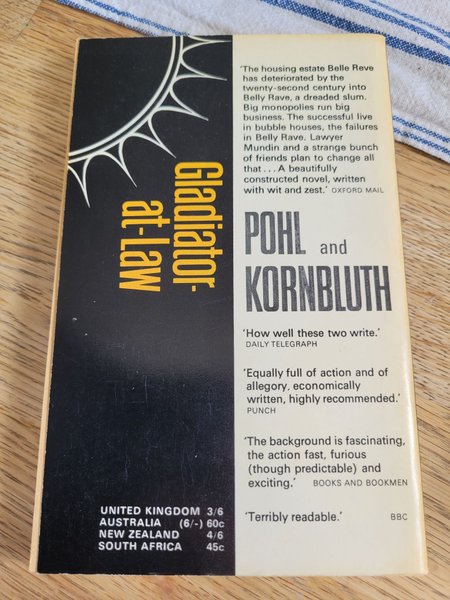 Gladiator-
at-Law
UNITED KINGDOM 3/6
AUSTRALIA (6/-) 60c
NEW ZEALAND 4/6
SOUTH AFRICA 45c
'The housing estate Belle Reve
has deteriorated by the
twenty-second century into
Belly Rave, a dreaded slum.
Big monopolies run big
business. The successful live
in bubble houses, the failures
in Belly Rave. Lawyer
Mundin and a strange bunch
of friends plan to change all
that . . . A beautifully
constructed novel, written
with wit and zest.' OXFORD MAIL
POHL and
KORNBLUTH
'How well these two write.'
DAILY TELEGRAPH
'Equally full of action and of
allegory, economically
written, highly recommended.'
PUNCH
'The background is fascinating,
the action fast, furious
(though predictable) and
exciting.' BOOKS AND BOOKMEN
'Terribly readable.' BBC